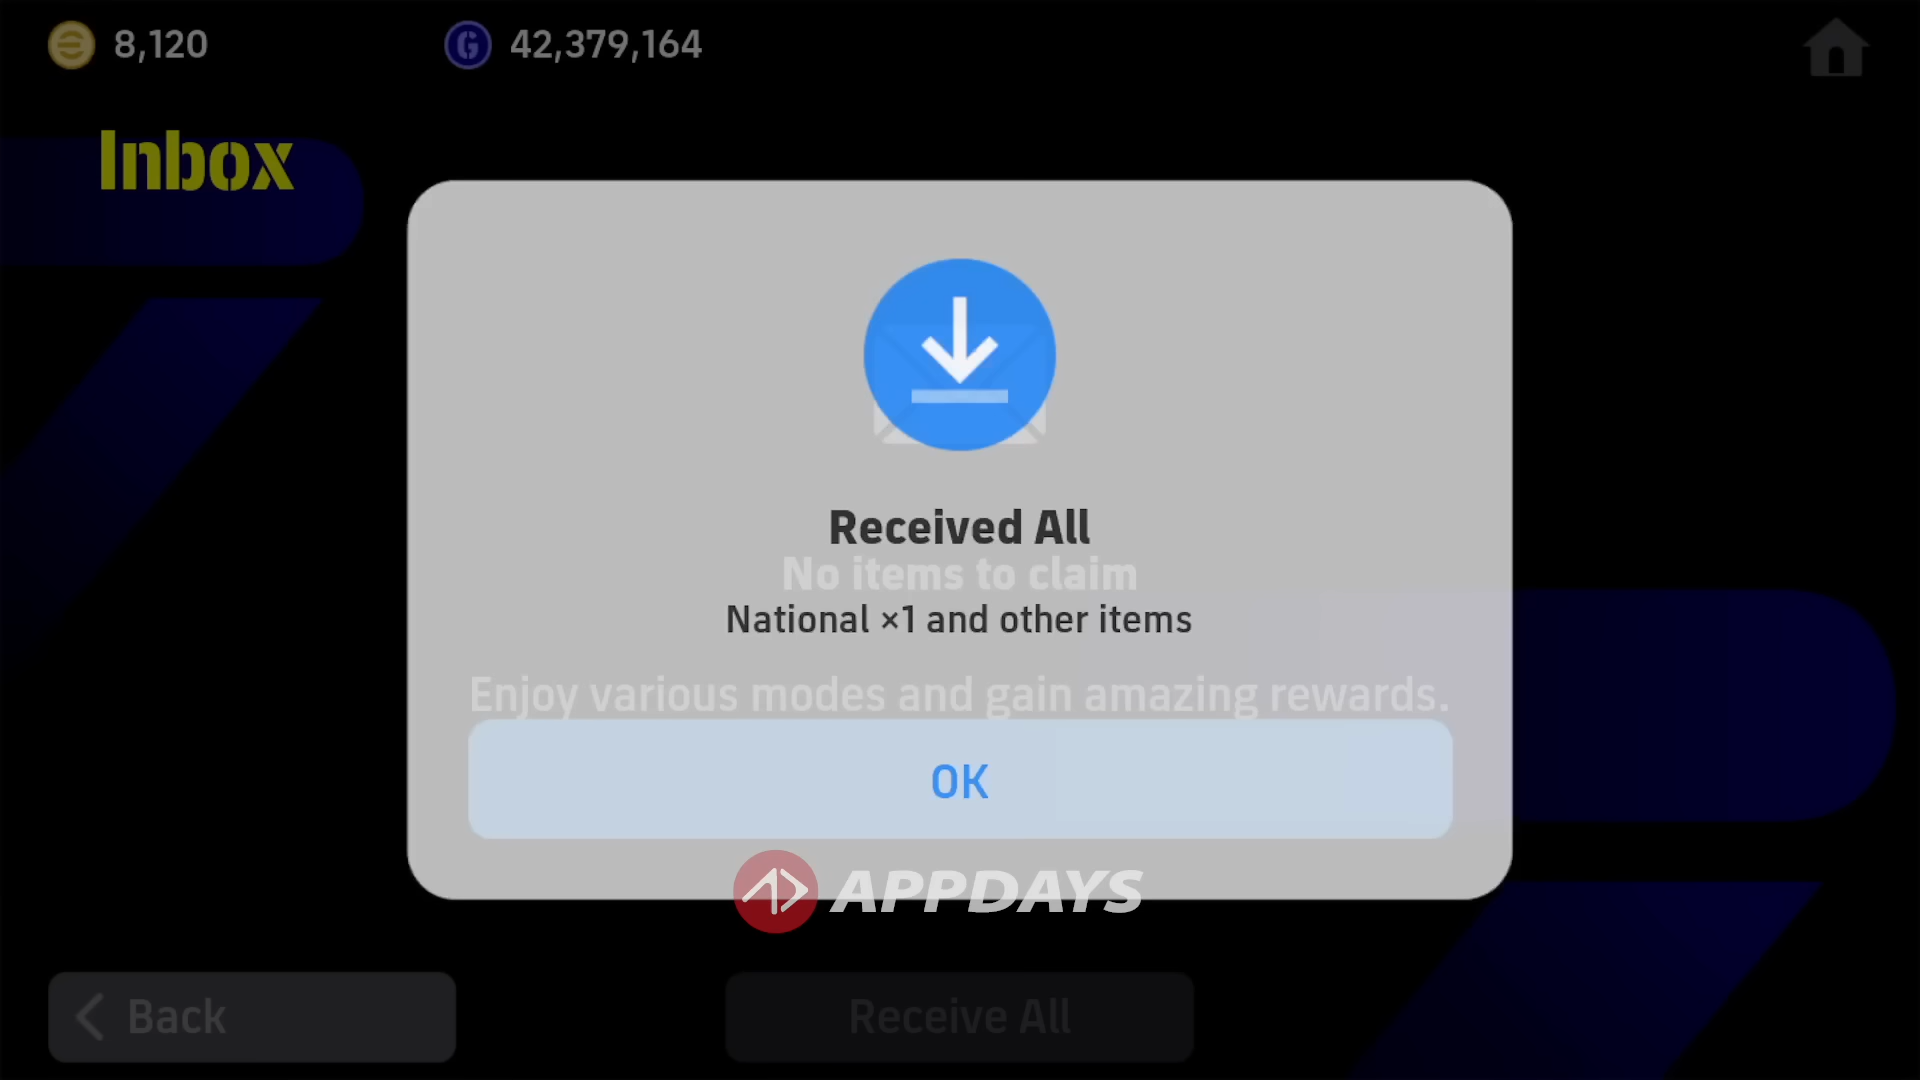 8,120
42,379,164
Inbox
Received All
No items to claim
National ×1 and other items
Enjoy various modes and gain amazing rewards.
OK
APPDAYS
Back
Receive All